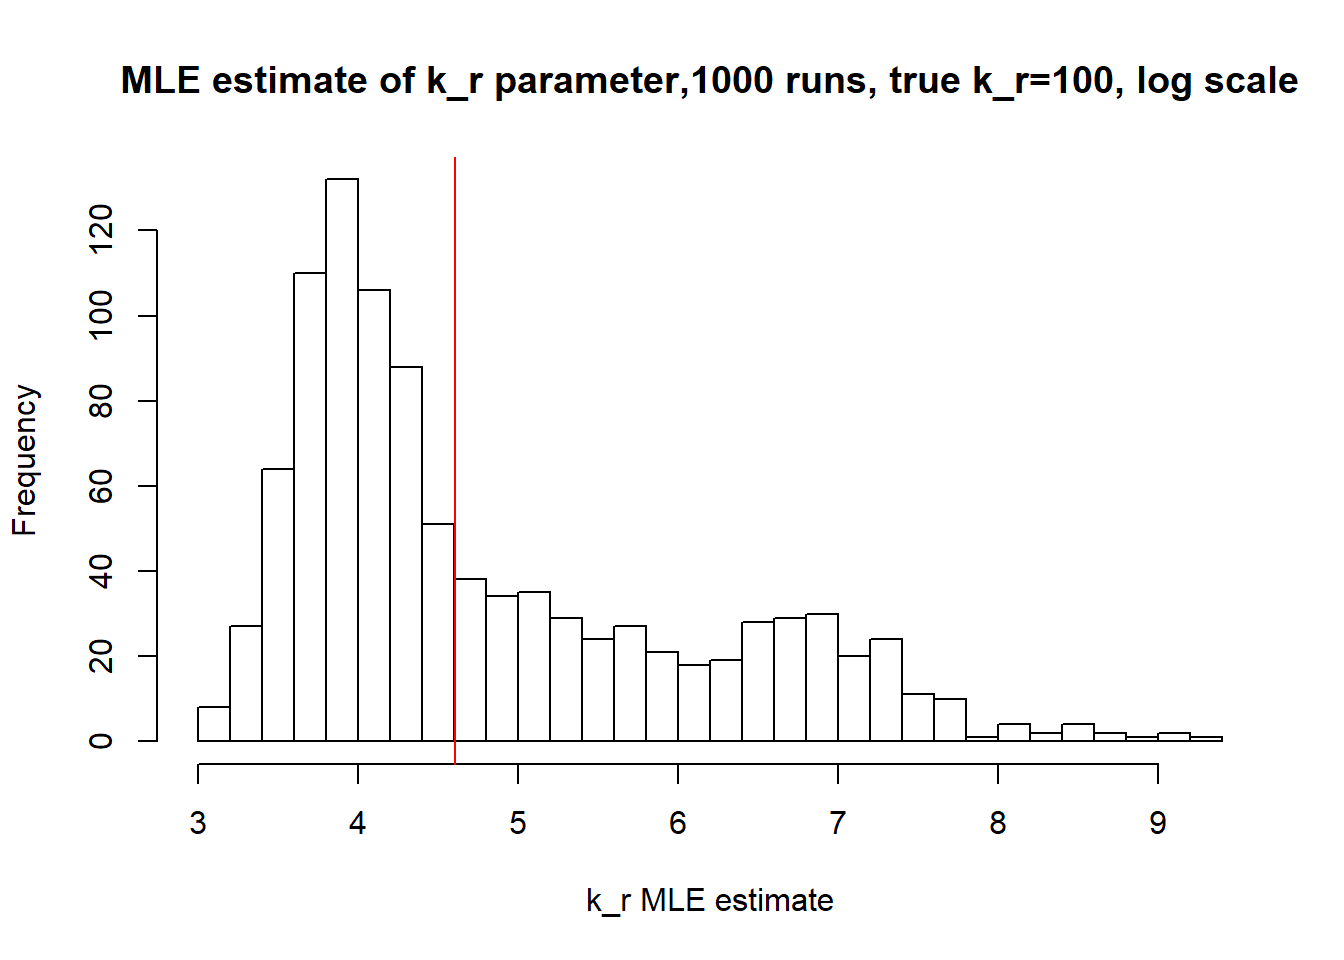 MLE estimate of k_r parameter,1000 runs, true k_r=100, log scale
120
100
80
60
40
20
0
Frequency
3 4 5 6 7 8 9
k_r MLE estimate